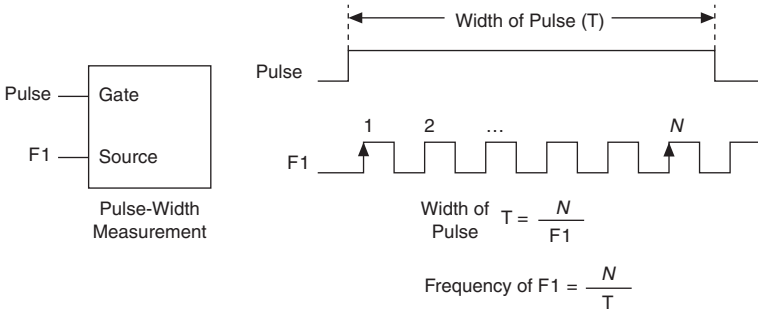 Width of Pulse (T)
Pulse
Pulse
Gate
1 2 ... N
F1
Source
F1
Pulse-Width
Measurement
Width of
Pulse
T = N
F1
Frequency of F1 = N
T